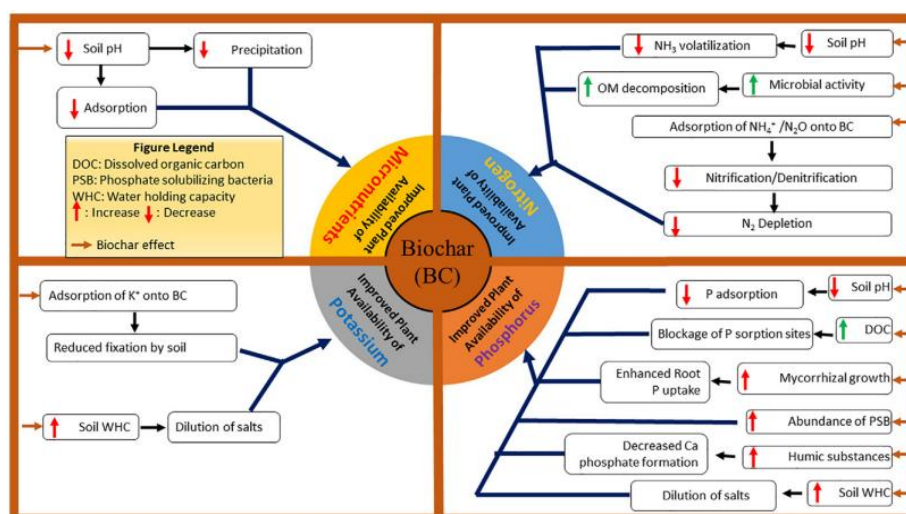 Soil pH
Precipitation
Adsorption
Figure Legend
DOC: Dissolved organic carbon
PSB: Phosphate solubilizing bacteria
WHC: Water holding capacity
: Increase : Decrease
Biochar effect
NH₃ volatilization
Soil pH
OM decomposition
Microbial activity
Adsorption of NH₄⁺ /N₂O onto BC
Nitrification/Denitrification
N₂ Depletion
Improved Plant
Availability of
Micronutrients
Improved Plant
Availability of
Nitrogen
Biochar
(BC)
Improved Plant
Availability of
Potassium
Improved Plant
Availability of
Phosphorus
Adsorption of K⁺ onto BC
Reduced fixation by soil
Soil WHC
Dilution of salts
P adsorption
Soil pH
Blockage of P sorption sites
DOC
Enhanced Root
P uptake
Mycorrhizal growth
Abundance of PSB
Decreased Ca
phosphate formation
Humic substances
Dilution of salts
Soil WHC